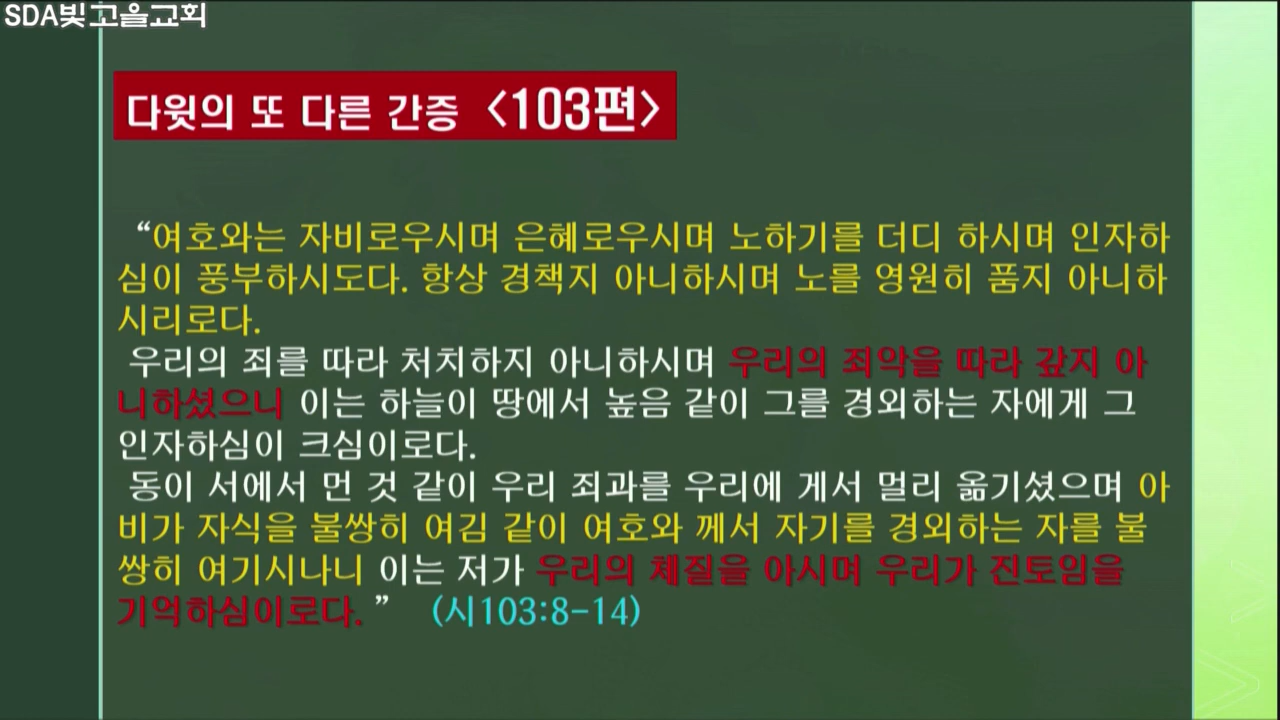 SDA빛고을교회
다윗의 또 다른 간증 <103편>
“여호와는 자비로우시며 은혜로우시며 노하기를 더디 하시며 인자하
심이 풍부하시도다. 항상 경책지 아니하시며 노를 영원히 품지 아니하
시리로다.
우리의 죄를 따라 처치하지 아니하시며 우리의 죄악을 따라 갚지 아
니하셨으니 이는 하늘이 땅에서 높음 같이 그를 경외하는 자에게 그
인자하심이 크심이로다.
동이 서에서 먼 것 같이 우리 죄과를 우리에 게서 멀리 옮기셨으며 아
비가 자식을 불쌍히 여김 같이 여호와 께서 자기를 경외하는 자를 불
쌍히 여기시나니 이는 저가 우리의 체질을 아시며 우리가 진토임을
기억하심이로다. ” (시103:8-14)